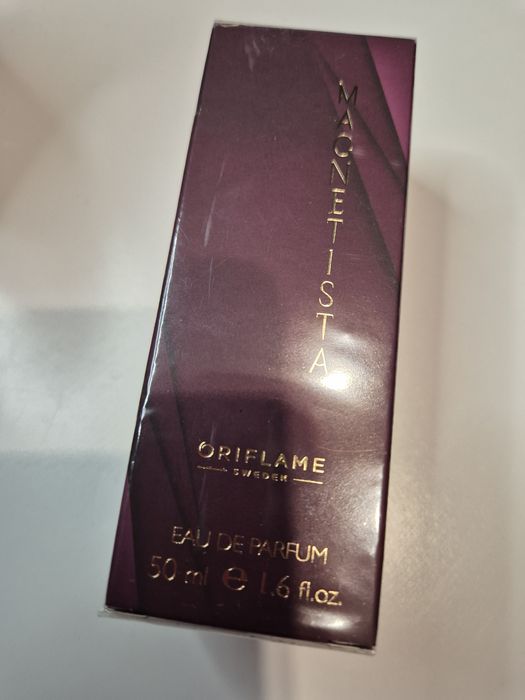 MAGNETISTA
ORIFLAME
SWEDEN
EAU DE PARFUM
50 ml e 1.6 fl.oz.